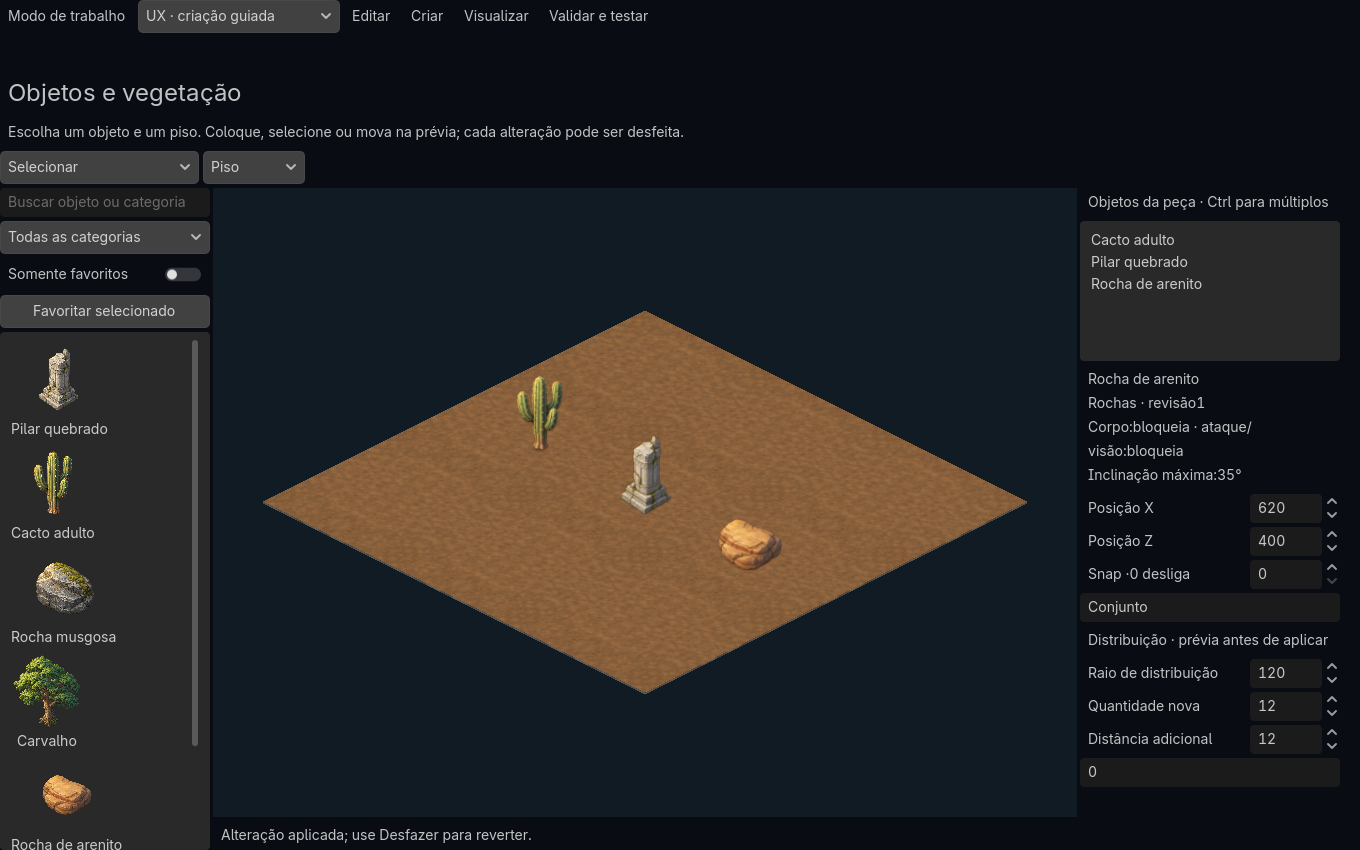 Modo de trabalho
UX · criação guiada
Editar
Criar
Visualizar
Validar e testar
Objetos e vegetação
Escolha um objeto e um piso. Coloque, selecione ou mova na prévia; cada alteração pode ser desfeita.
Selecionar
Piso
Buscar objeto ou categoria
Todas as categorias
Somente favoritos
Favoritar selecionado
Pilar quebrado
Cacto adulto
Rocha musgosa
Carvalho
Rocha de arenito
Alteração aplicada; use Desfazer para reverter.
Objetos da peça · Ctrl para múltiplos
Cacto adulto
Pilar quebrado
Rocha de arenito
Rocha de arenito
Rochas · revisão1
Corpo:bloqueia · ataque/
visão:bloqueia
Inclinação máxima:35°
Posição X 620
Posição Z 400
Snap ·0 desliga 0
Conjunto
Distribuição · prévia antes de aplicar
Raio de distribuição 120
Quantidade nova 12
Distância adicional 12
0